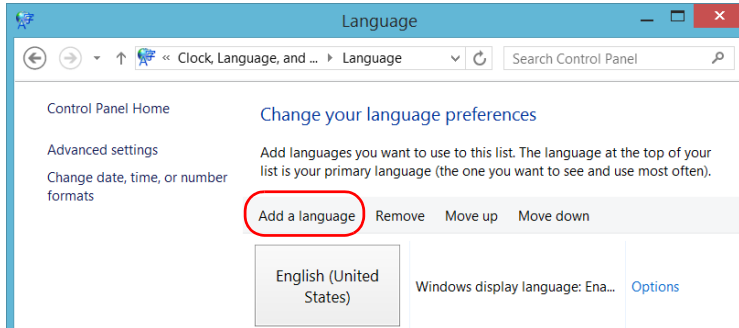 Language
« Clock, Language, and ... Language
Search Control Panel
Control Panel Home
Advanced settings
Change date, time, or number
formats
Change your language preferences
Add languages you want to use to this list. The language at the top of your
list is your primary language (the one you want to see and use most often).
Add a language Remove Move up Move down
English (United
States)
Windows display language: Ena...
Options